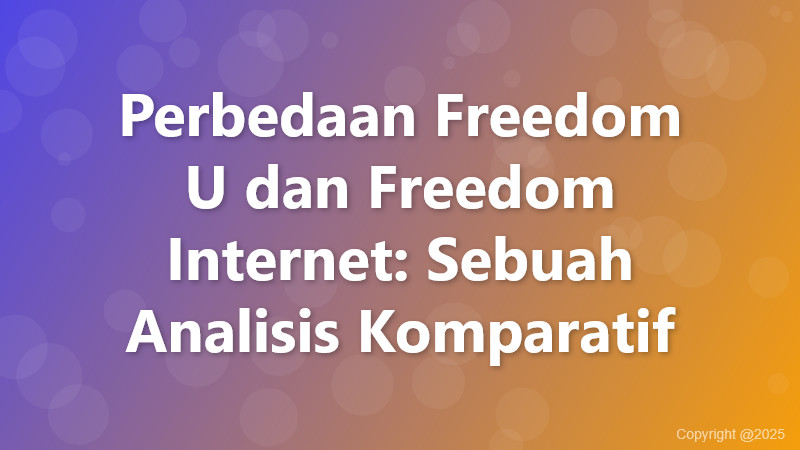 Perbedaan Freedom
U dan Freedom
Internet: Sebuah
Analisis Komparatif
Copyright @2025